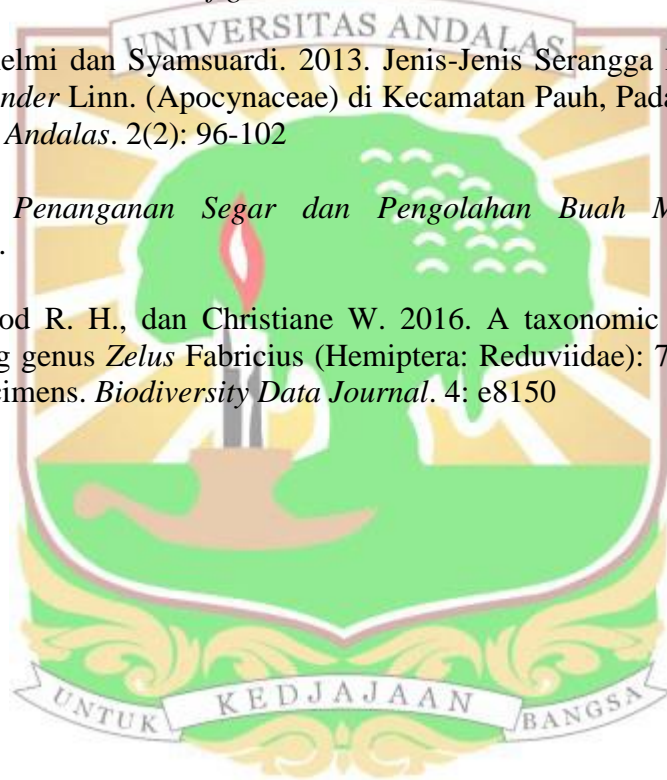 UNIVERSITAS ANDALAS
elmi dan Syamsuardi. 2013. Jenis-Jenis Serangga
nder Linn. (Apocynaceae) di Kecamatan Pauh, Pada
Andalas. 2(2): 96-102
Penanganan Segar dan Pengolahan Buah M
.
od R. H., dan Christiane W. 2016. A taxonomic
g genus Zelus Fabricius (Hemiptera: Reduviidae): 7
cimens. Biodiversity Data Journal. 4: e8150
UNTUK KEDJAJAAN BANGSA